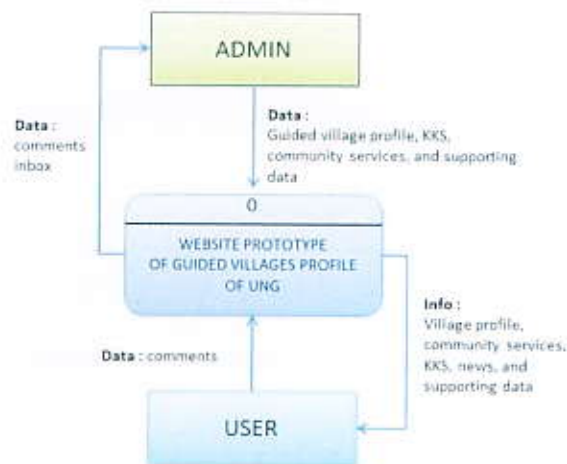 ADMIN
Data :
comments
inbox
Data :
Guided village profile, KKS,
community services, and supporting
data
0
WEBSITE PROTOTYPE
OF GUIDED VILLAGES PROFILE
OF UNG
Info :
Village profile,
community services,
KKS, news, and
supporting data
Data : comments
USER